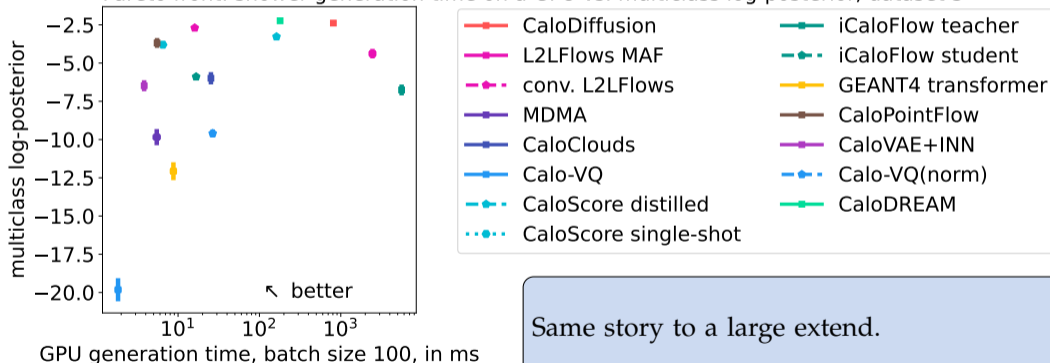 multiclass log-posterior
−2.5
−5.0
−7.5
−10.0
−12.5
−15.0
−17.5
−20.0
↖ better
10¹ 10² 10³
GPU generation time, batch size 100, in ms
CaloDiffusion
L2LFlows MAF
conv. L2LFlows
MDMA
CaloClouds
Calo-VQ
CaloScore distilled
CaloScore single-shot
iCaloFlow teacher
iCaloFlow student
GEANT4 transformer
CaloPointFlow
CaloVAE+INN
Calo-VQ(norm)
CaloDREAM
Same story to a large extend.